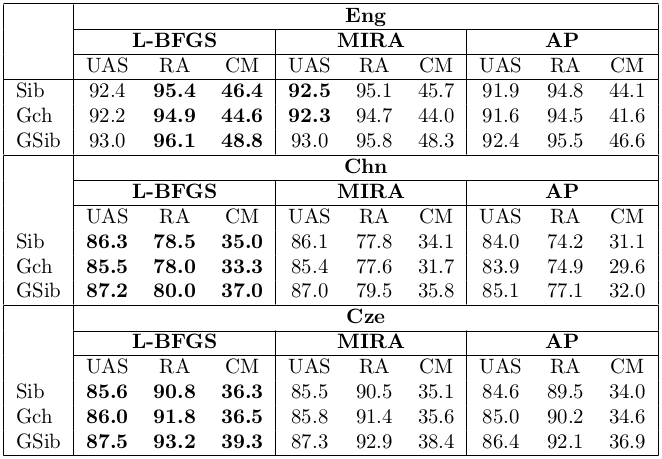 Eng
L-BFGS MIRA AP
UAS RA CM UAS RA CM UAS RA CM
Sib 92.4 95.4 46.4 92.5 95.1 45.7 91.9 94.8 44.1
Gch 92.2 94.9 44.6 92.3 94.7 44.0 91.6 94.5 41.6
GSib 93.0 96.1 48.8 93.0 95.8 48.3 92.4 95.5 46.6
Chn
L-BFGS MIRA AP
UAS RA CM UAS RA CM UAS RA CM
Sib 86.3 78.5 35.0 86.1 77.8 34.1 84.0 74.2 31.1
Gch 85.5 78.0 33.3 85.4 77.6 31.7 83.9 74.9 29.6
GSib 87.2 80.0 37.0 87.0 79.5 35.8 85.1 77.1 32.0
Cze
L-BFGS MIRA AP
UAS RA CM UAS RA CM UAS RA CM
Sib 85.6 90.8 36.3 85.5 90.5 35.1 84.6 89.5 34.0
Gch 86.0 91.8 36.5 85.8 91.4 35.6 85.0 90.2 34.6
GSib 87.5 93.2 39.3 87.3 92.9 38.4 86.4 92.1 36.9